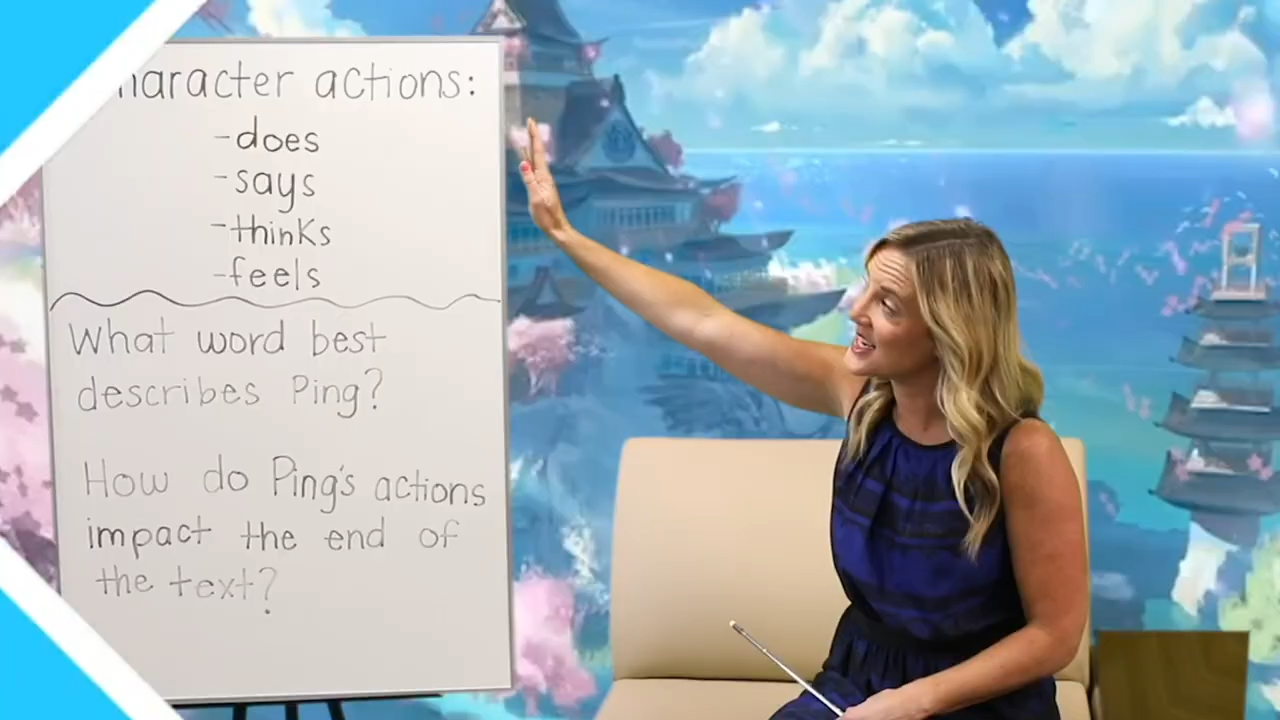 haracter actions:
-does
-says
-thinks
-feels
What word best
describes Ping?
How do Ping's actions
impact the end of
the text?